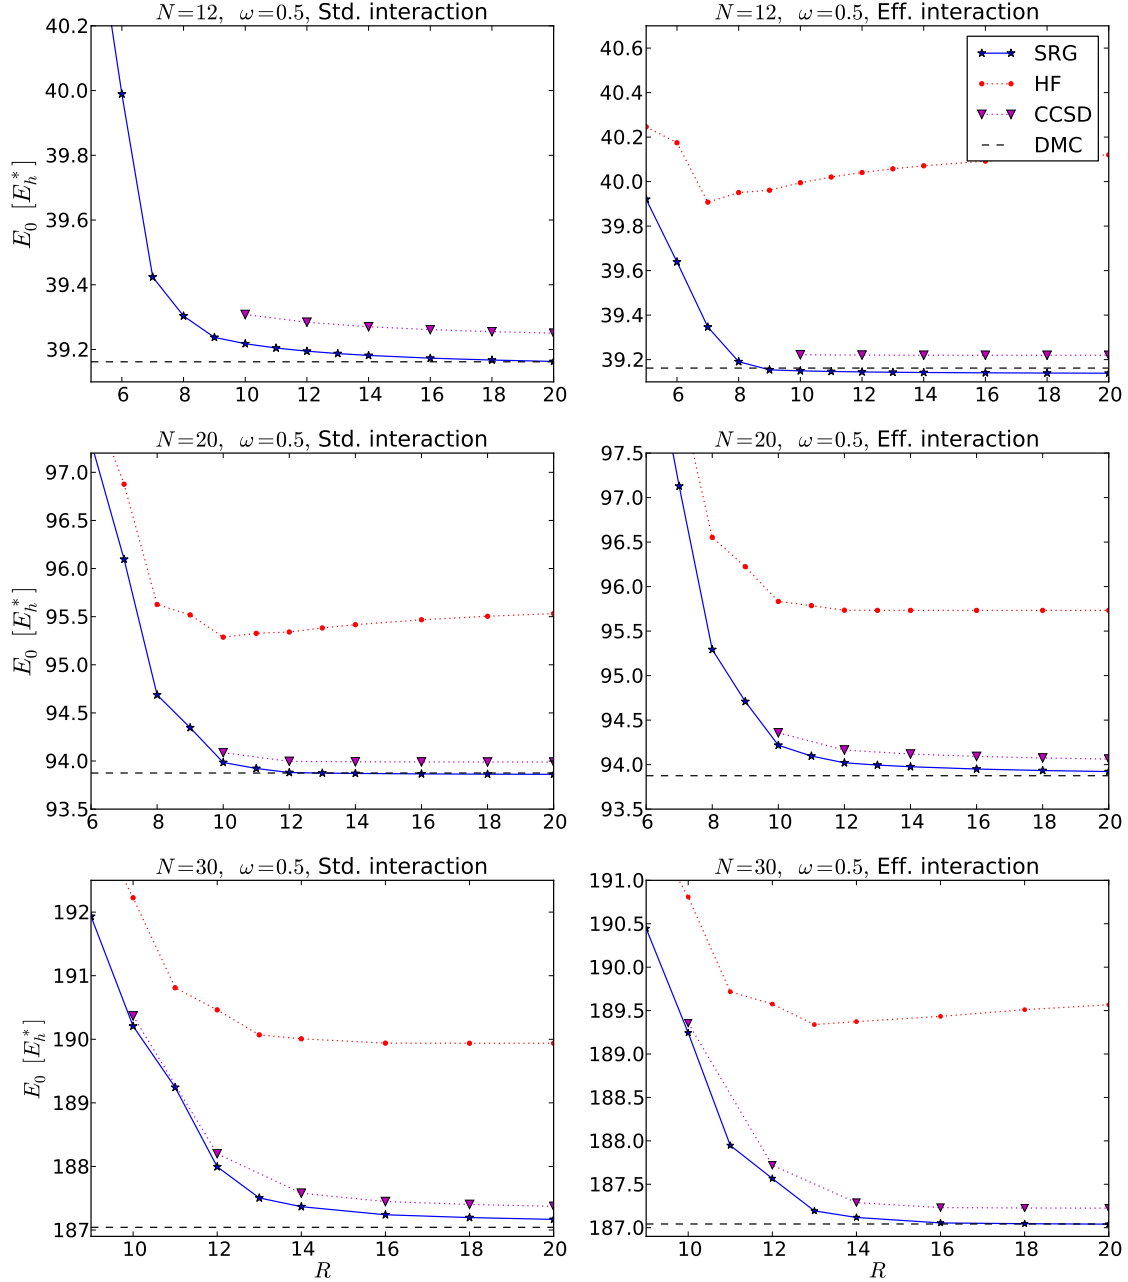 N=12, ω=0.5, Std. interaction
40.2
40.0
39.8
39.6
39.4
39.2
E₀ [E*ₕ]
6 8 10 12 14 16 18 20
N=12, ω=0.5, Eff. interaction
40.6
40.4
40.2
40.0
39.8
39.6
39.4
39.2
6 8 10 12 14 16 18 20
SRG
HF
CCSD
DMC
N=20, ω=0.5, Std. interaction
97.0
96.5
96.0
95.5
95.0
94.5
94.0
93.5
E₀ [E*ₕ]
6 8 10 12 14 16 18 20
N=20, ω=0.5, Eff. interaction
97.5
97.0
96.5
96.0
95.5
95.0
94.5
94.0
93.5
6 8 10 12 14 16 18 20
N=30, ω=0.5, Std. interaction
192
191
190
189
188
187
E₀ [E*ₕ]
10 12 14 16 18 20
R
N=30, ω=0.5, Eff. interaction
191.0
190.5
190.0
189.5
189.0
188.5
188.0
187.5
187.0
10 12 14 16 18 20
R